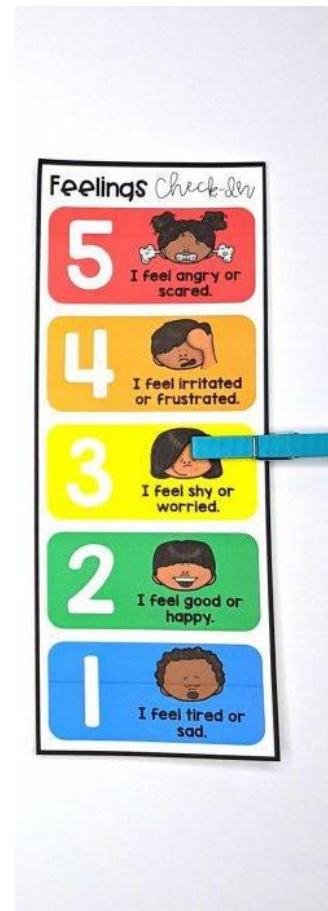 Feelings Check-In
5
I feel angry or
scared.
4
I feel irritated
or frustrated.
3
I feel shy or
worried.
2
I feel good or
happy.
1
I feel tired or
sad.